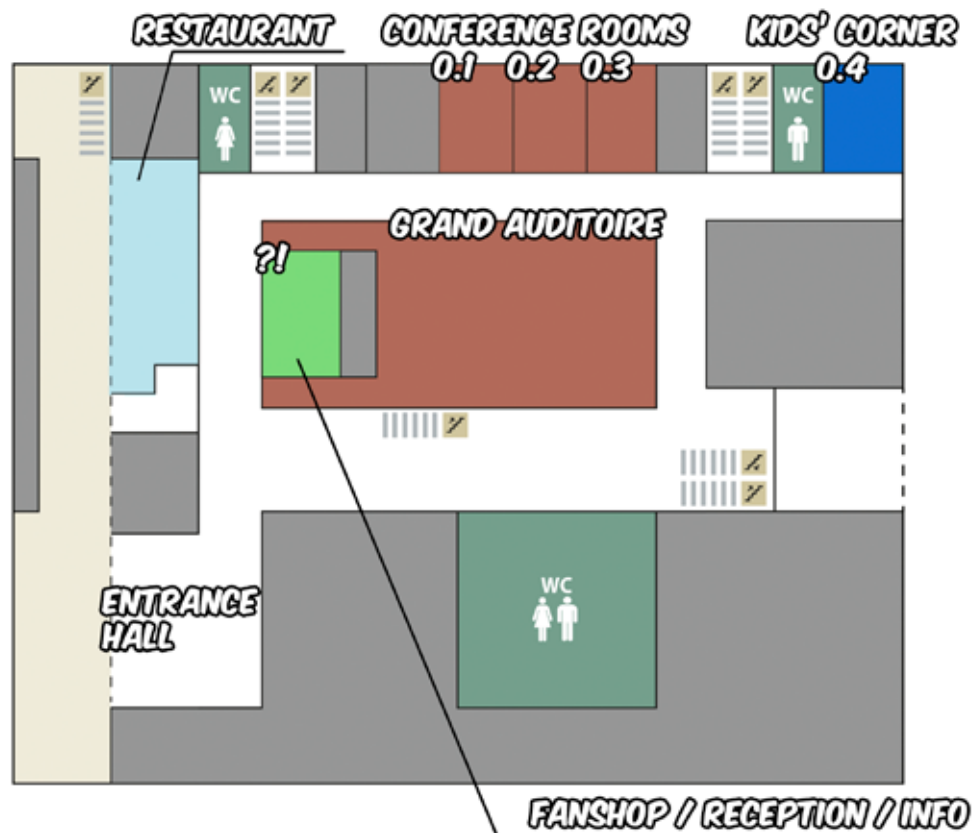 RESTAURANT
CONFERENCE ROOMS
0.1 0.2 0.3
KIDS' CORNER
0.4
WC
WC
GRAND AUDITOIRE
?!
WC
ENTRANCE
HALL
FANSHOP / RECEPTION / INFO